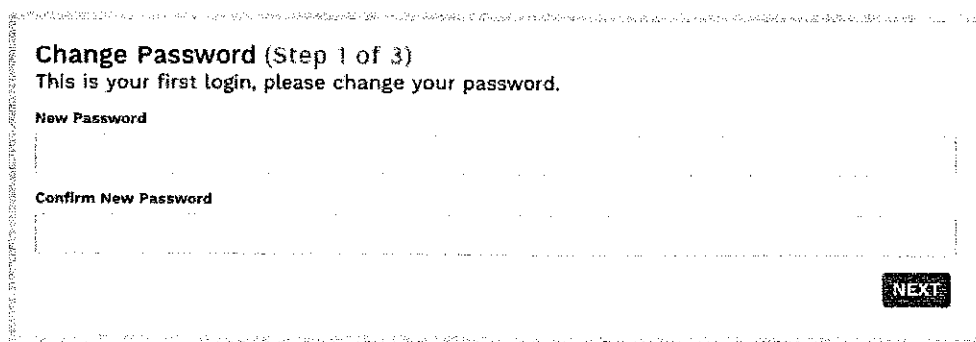 Change Password (Step 1 of 3)
This is your first login, please change your password.
New Password
Confirm New Password
NEXT